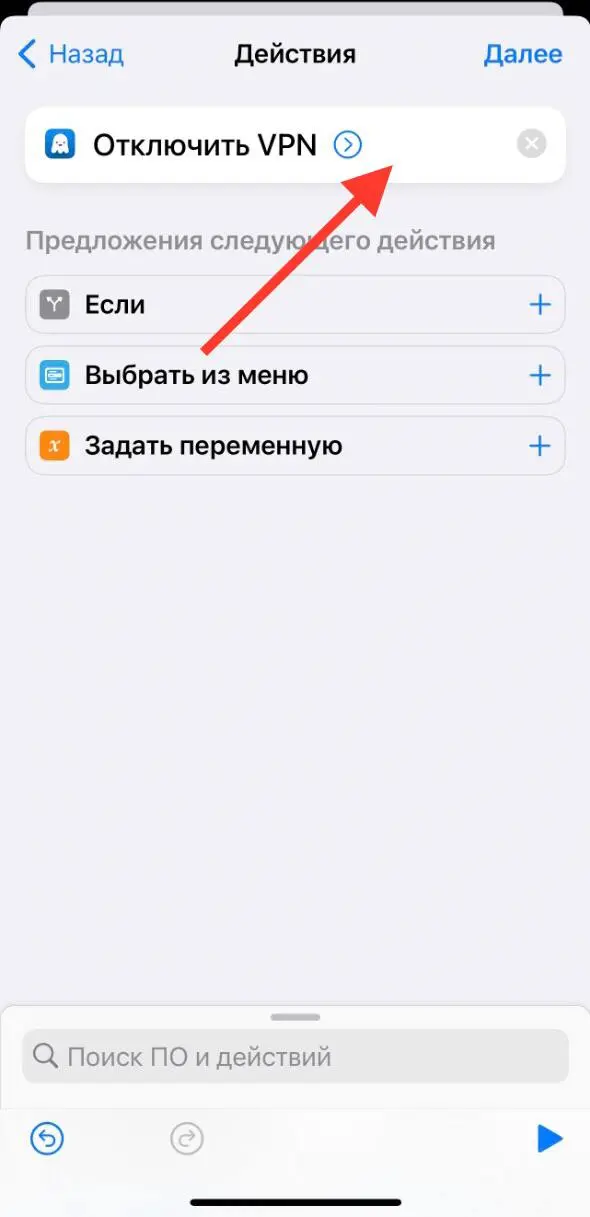 Назад
Действия
Далее
Отключить VPN
Предложения следующего действия
Если
Выбрать из меню
Задать переменную
Поиск ПО и действий